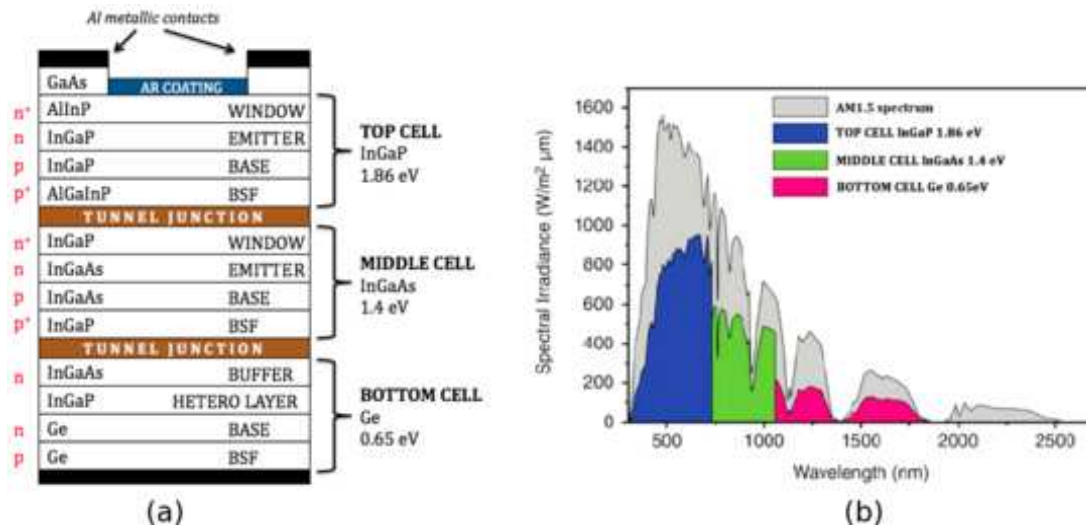 Al metallic contacts
GaAs
AR COATING
n+ AlInP WINDOW
n InGaP EMITTER
p InGaP BASE
p+ AlGaInP BSF
TOP CELL
InGaP
1.86 eV
TUNNEL JUNCTION
n+ InGaP WINDOW
n InGaAs EMITTER
p InGaAs BASE
p+ InGaP BSF
MIDDLE CELL
InGaAs
1.4 eV
TUNNEL JUNCTION
n InGaAs BUFFER
InGaP HETERO LAYER
n Ge BASE
p Ge BSF
BOTTOM CELL
Ge
0.65 eV
(a)
AM1.5 spectrum
TOP CELL InGaP 1.86 eV
MIDDLE CELL InGaAs 1.4 eV
BOTTOM CELL Ge 0.65eV
Spectral Irradiance (W/m² µm)
1600
1400
1200
1000
800
600
400
200
0
500 1000 1500 2000 2500
Wavelength (nm)
(b)